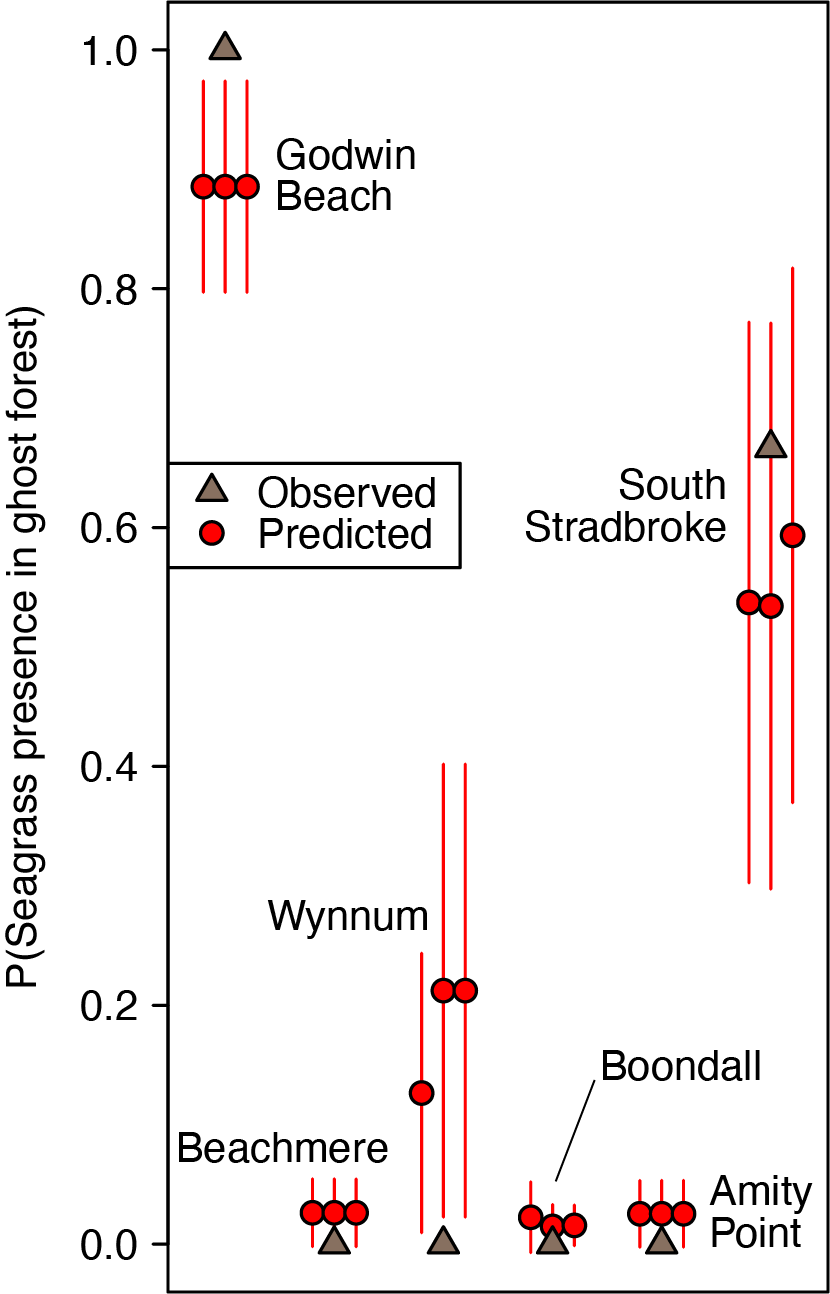 P(Seagrass presence in ghost forest)
1.0
0.8
0.6
0.4
0.2
0.0
Godwin
Beach
Observed
Predicted
South
Stradbroke
Wynnum
Boondall
Beachmere
Amity
Point